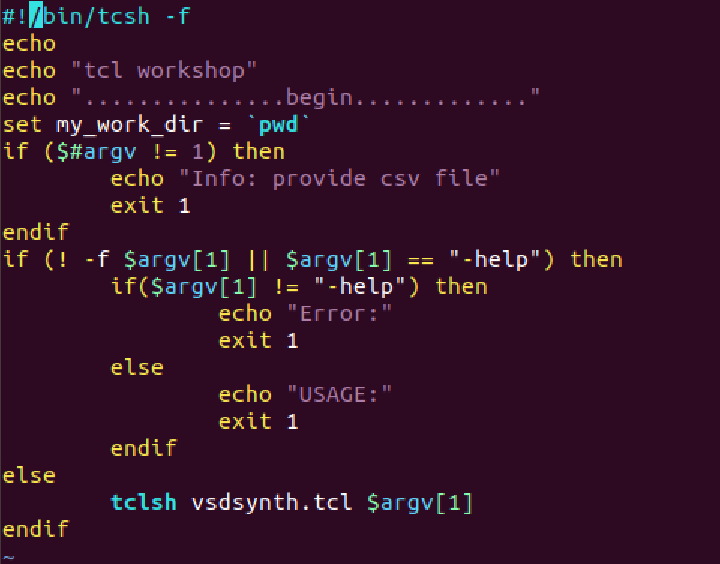 #!/bin/tcsh -f
echo
echo "tcl workshop"
echo "...............begin............."
set my_work_dir = `pwd`
if ($#argv != 1) then
        echo "Info: provide csv file"
        exit 1
endif
if (! -f $argv[1] || $argv[1] == "-help") then
        if($argv[1] != "-help") then
                echo "Error:"
                exit 1
        else
                echo "USAGE:"
                exit 1
        endif
else
        tclsh vsdsynth.tcl $argv[1]
endif
~